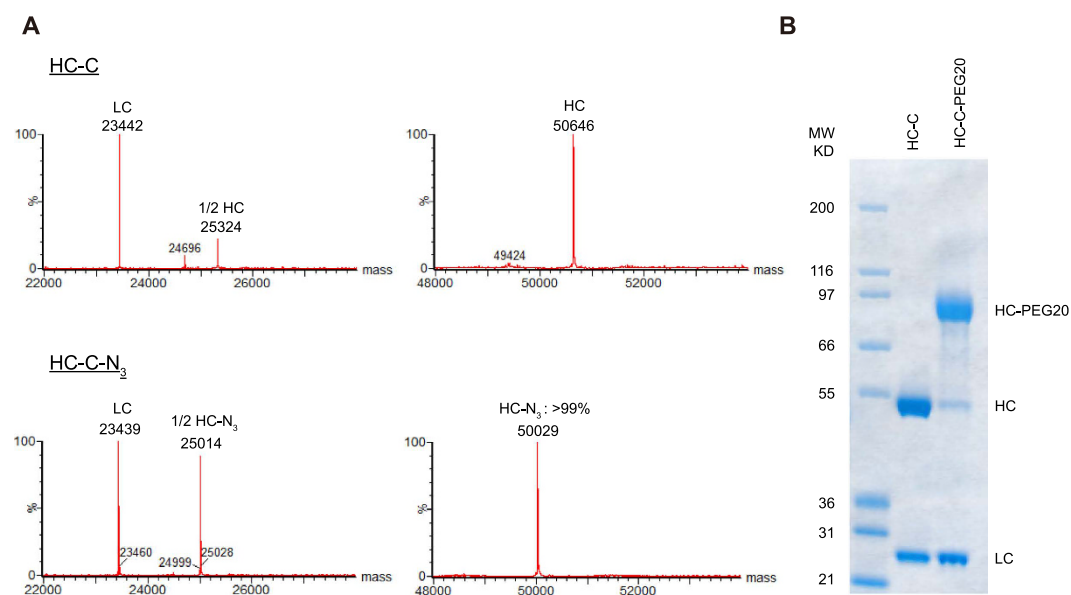 A
HC-C
LC
23442
1/2 HC
25324
24696
100
%
0
22000 24000 26000 mass
HC
50646
49424
100
%
0
48000 50000 52000 mass
HC-C-N3
LC
23439
1/2 HC-N3
25014
23460
24999
25028
100
%
0
22000 24000 26000 mass
HC-N3 : >99%
50029
100
%
0
48000 50000 52000 mass
B
MW
KD
HC-C
HC-C-PEG20
200
116
97
66
55
36
31
21
HC-PEG20
HC
LC